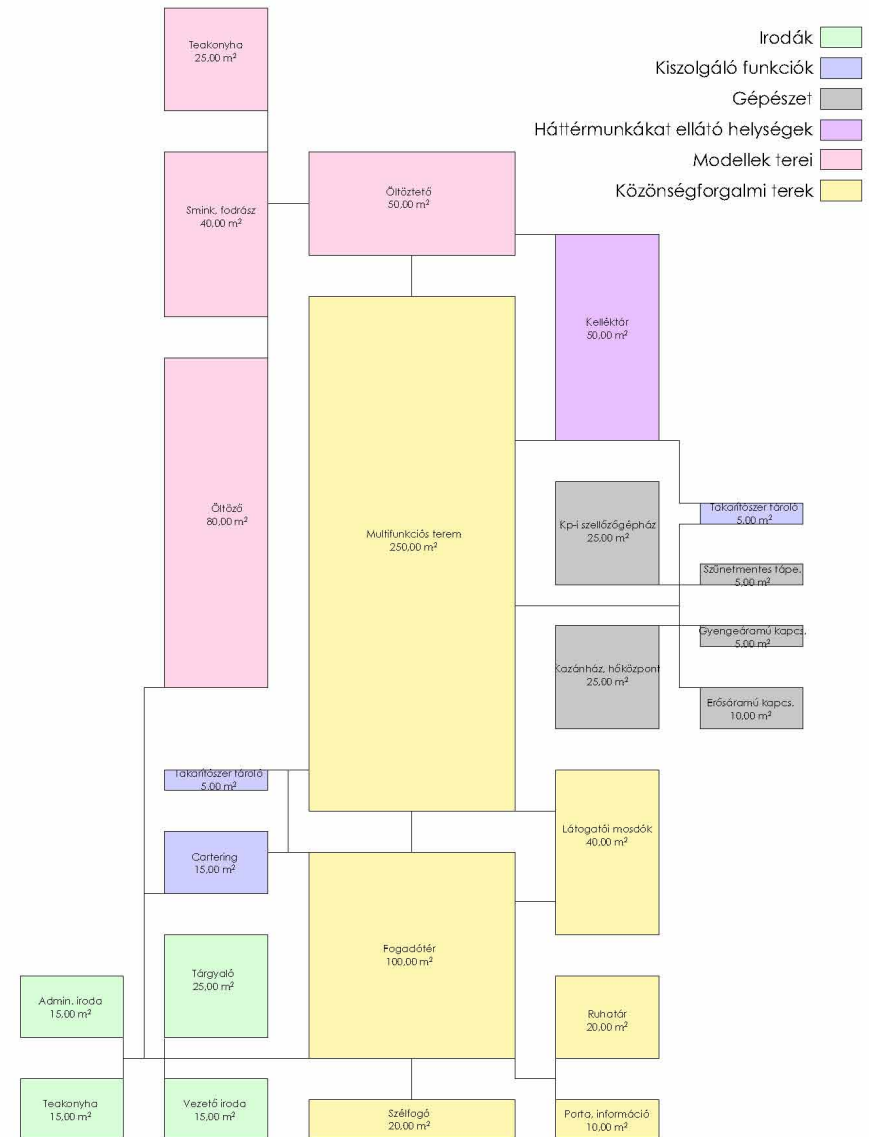 Teakonyha
25,00 m²
Irodák
Kiszolgáló funkciók
Gépészet
Háttérmunkákat ellátó helységek
Modellek terei
Közönségforgalmi terek
Smink, fodrász
40,00 m²
Öltöztető
50,00 m²
Kelléktár
50,00 m²
Öltöző
80,00 m²
Multifunkciós terem
250,00 m²
Kp-i szellőzőgépház
25,00 m²
Takarítószer tároló
5,00 m²
Szünetmentes tápe.
5,00 m²
Gyengeáramú kapcs.
5,00 m²
Kazánház, hőközpont
25,00 m²
Erősáramú kapcs.
10,00 m²
Takarítószer tároló
5,00 m²
Cartering
15,00 m²
Látogatói mosdók
40,00 m²
Fogadótér
100,00 m²
Tárgyaló
25,00 m²
Admin. iroda
15,00 m²
Ruhatár
20,00 m²
Teakonyha
15,00 m²
Vezető iroda
15,00 m²
Szélfogó
20,00 m²
Porta, információ
10,00 m²